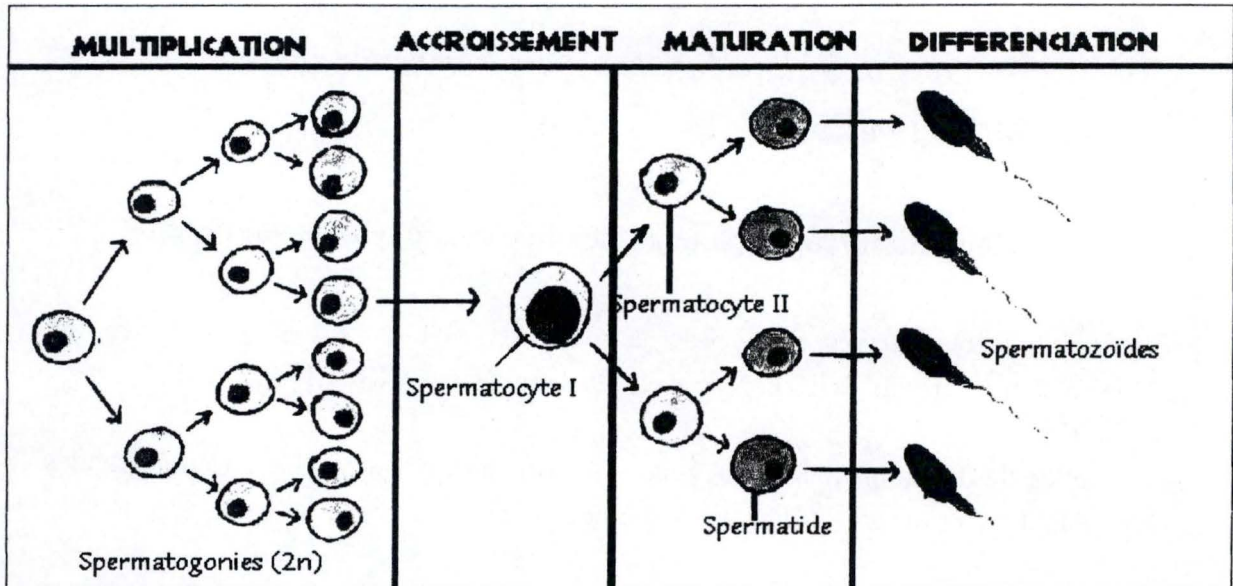 MULTIPLICATION ACCROISSEMENT MATURATION DIFFERENCIATION
Spermatocyte II
Spermatozoïdes
Spermatocyte I
Spermatide
Spermatogonies (2n)